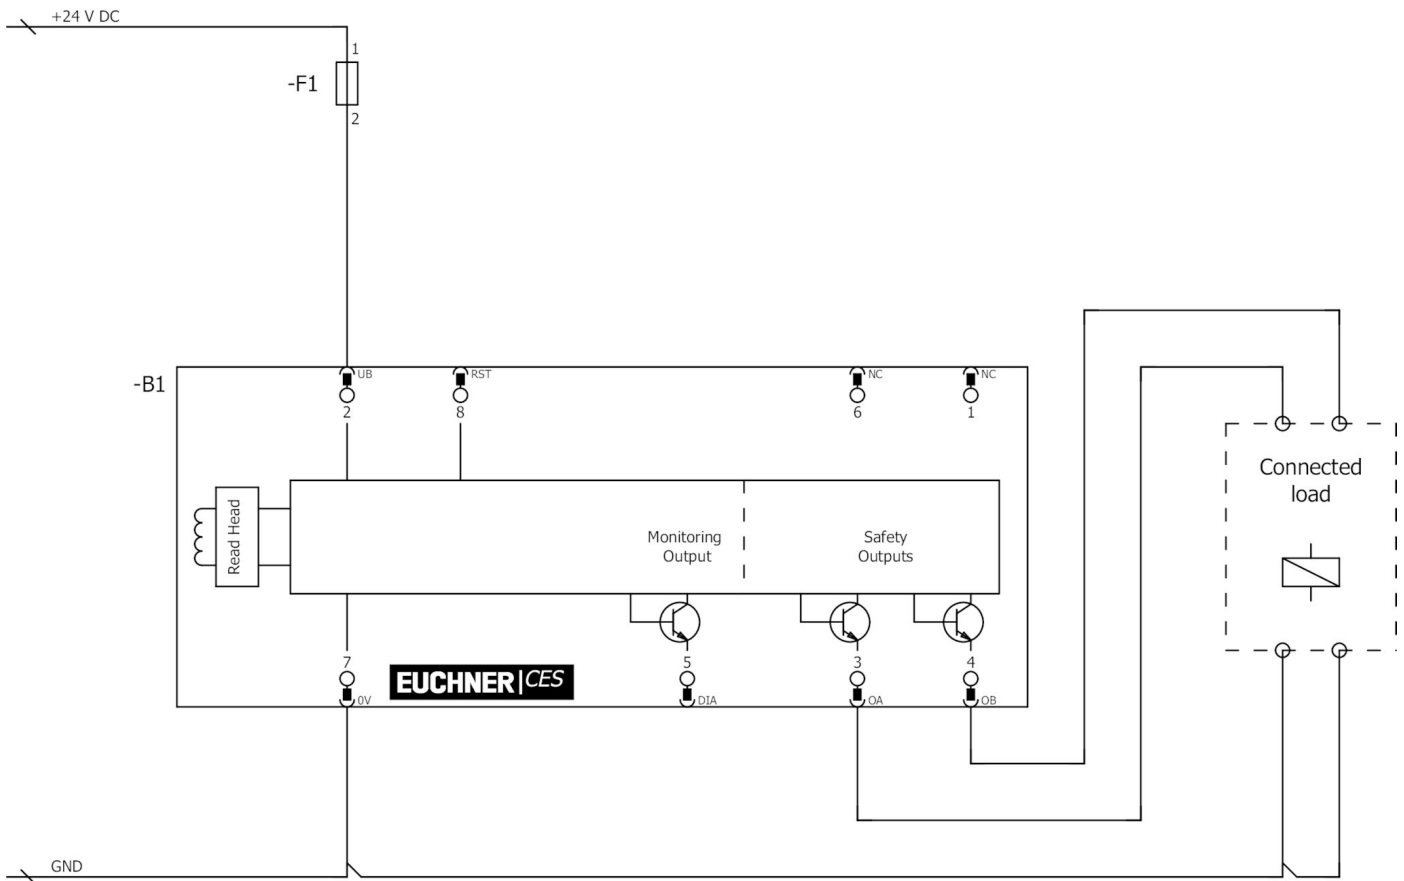 +24 V DC
1
-F1
2
-B1
UB
RST
NC
NC
2
8
6
1
Connected
load
Read Head
Monitoring
Output
Safety
Outputs
7
5
3
4
EUCHNER|CES
0V
DIA
OA
OB
GND